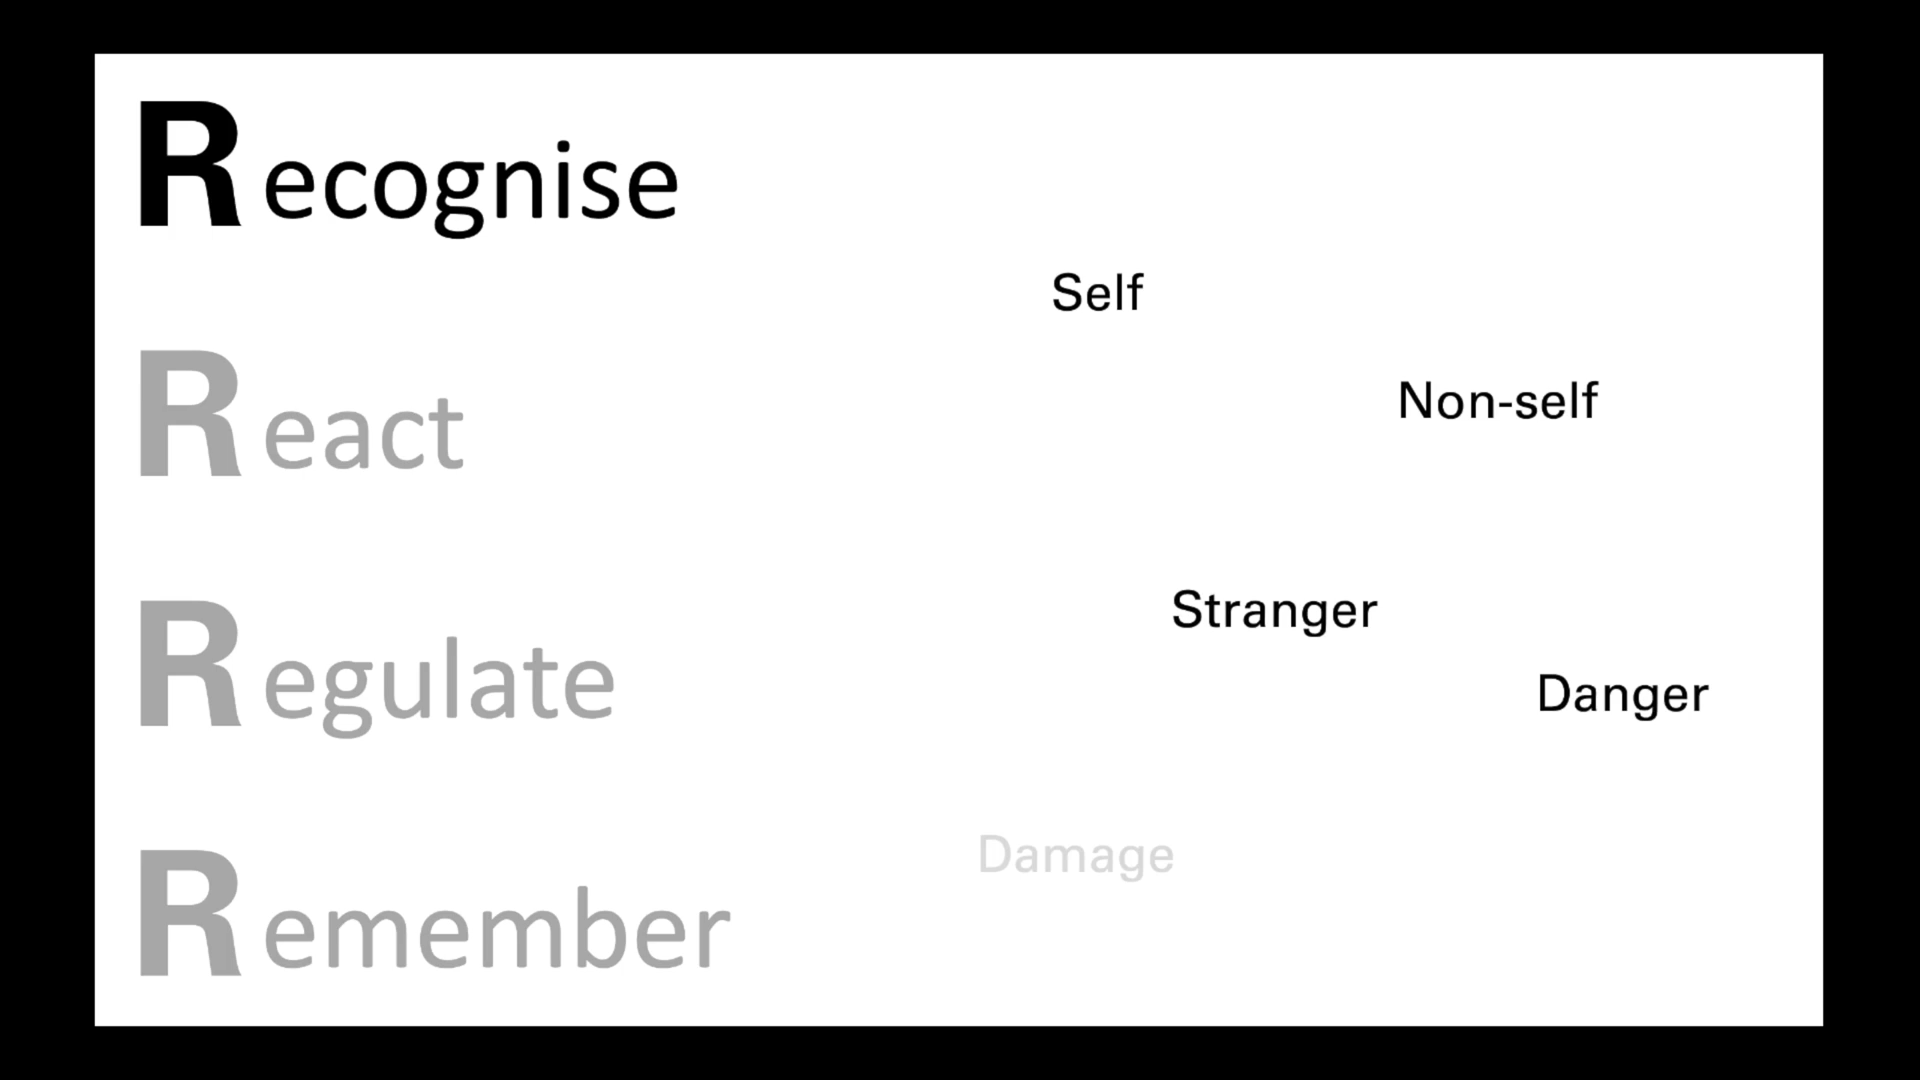 Recognise
Self
Non-self
React
Stranger
Regulate
Danger
Damage
Remember